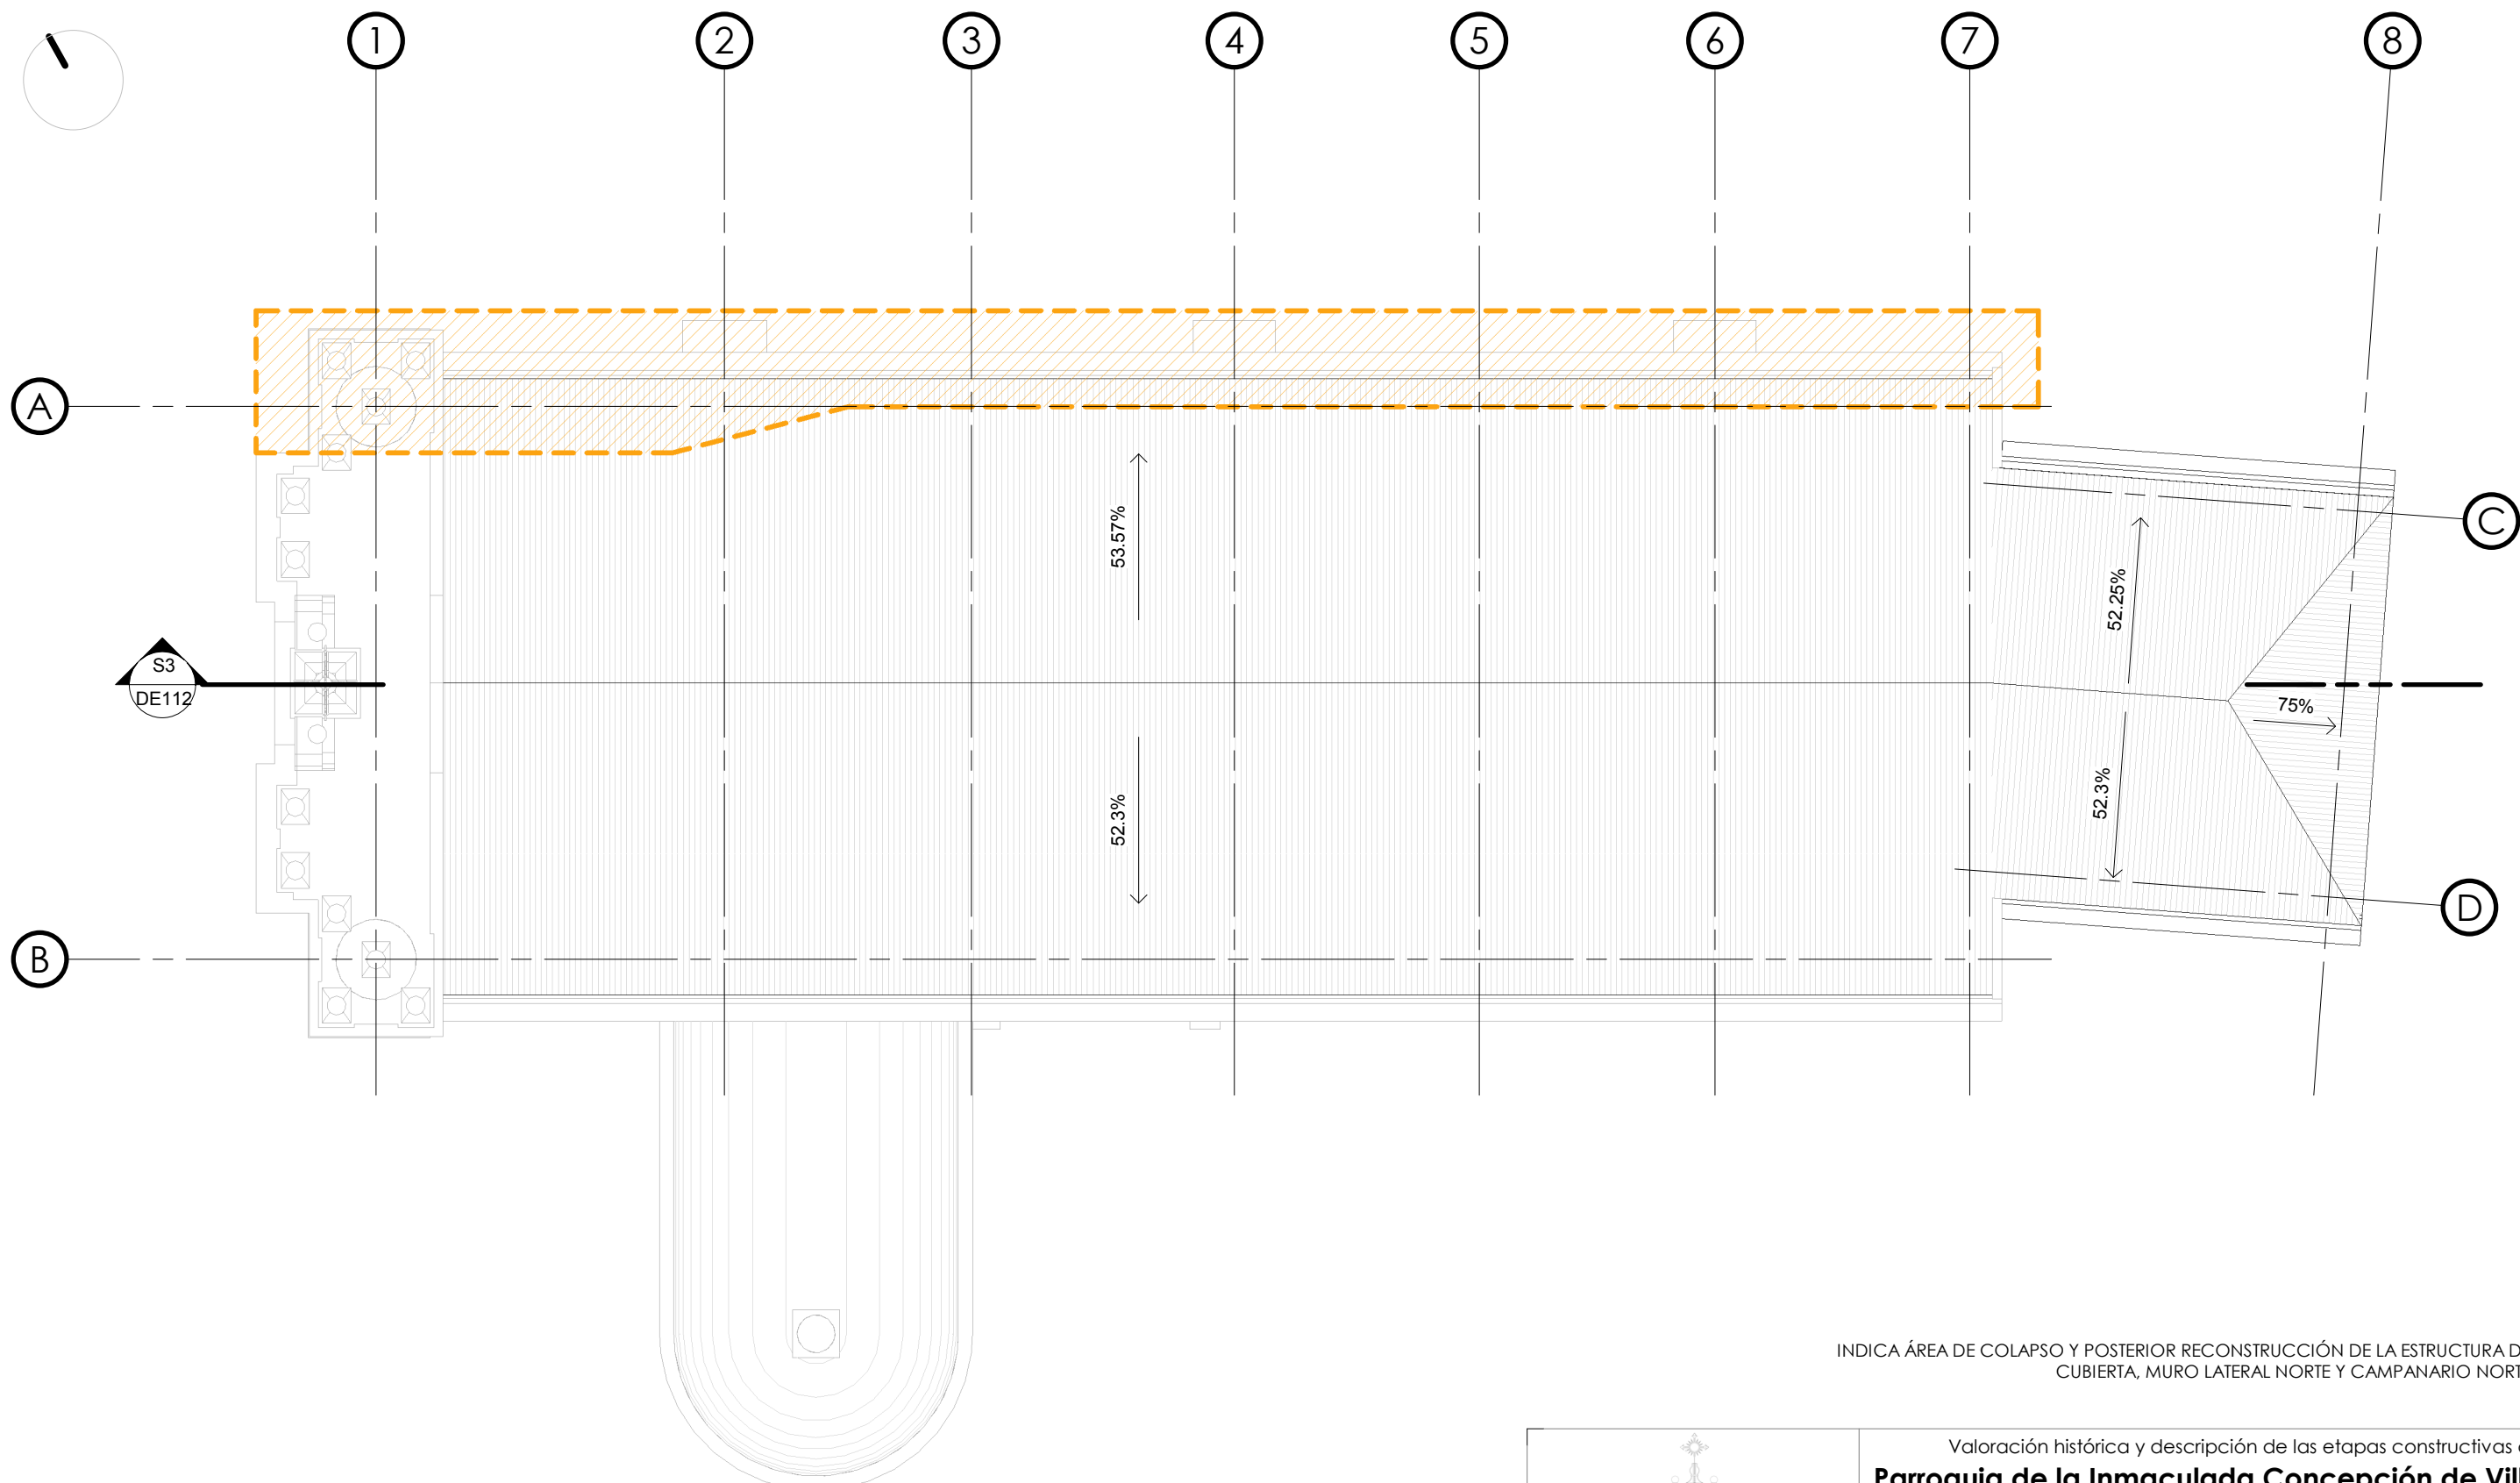 1 2 3 4 5 6 7 8
A
53.57%
C
52.25%
S3
DE112
75%
52.3%
52.3%
D
B
INDICA ÁREA DE COLAPSO Y POSTERIOR RECONSTRUCCIÓN DE LA ESTRUCTURA
CUBIERTA, MURO LATERAL NORTE Y CAMPANARIO
Valoración histórica y descripción de las etapas constructivas
Parroquia de la Inmaculada Concepción de